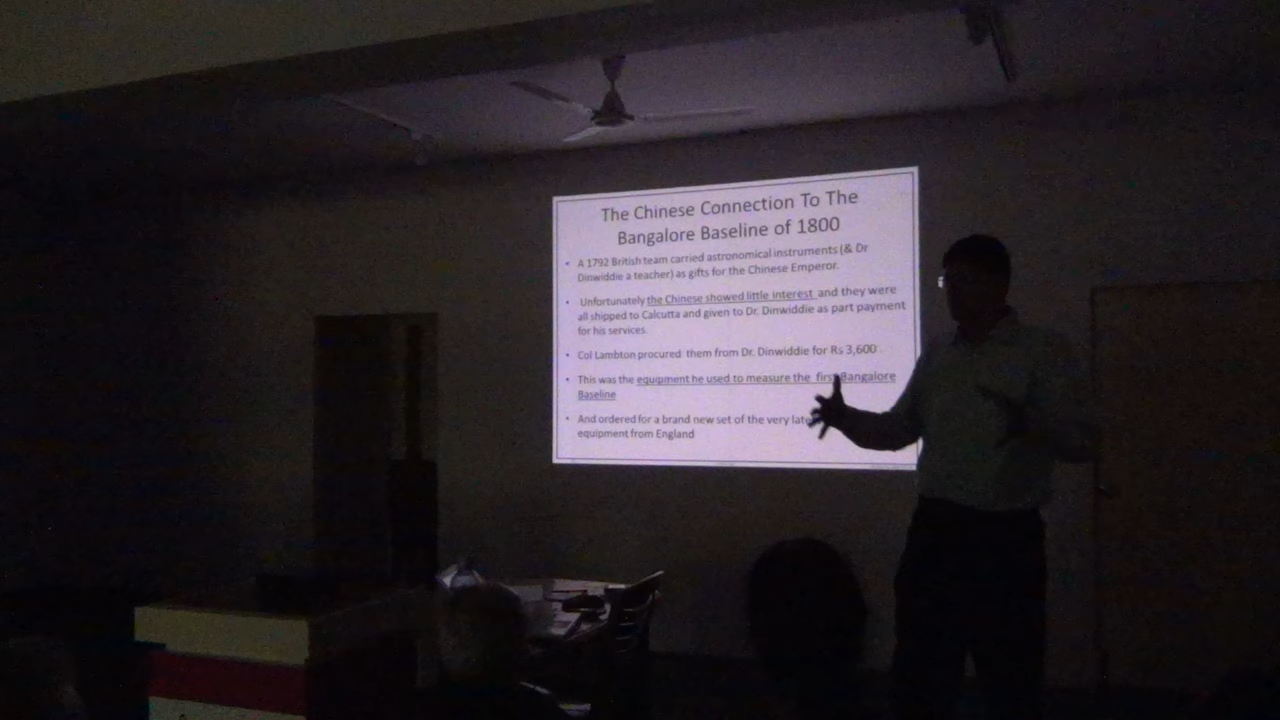 The Chinese Connection To The
Bangalore Baseline of 1800
• A 1792 British team carried astronomical instruments (& Dr
Dinwiddie a teacher) as gifts for the Chinese Emperor.
• Unfortunately the Chinese showed little interest and they were
all shipped to Calcutta and given to Dr. Dinwiddie as part payment
for his services.
• Col Lambton procured them from Dr. Dinwiddie for Rs 3,600
• This was the equipment he used to measure the first Bangalore
Baseline
• And ordered for a brand new set of the very
equipment from England